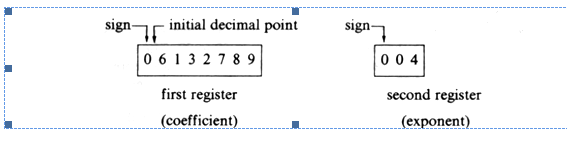 sign initial decimal point sign
0 6 1 3 2 7 8 9 0 0 4
first register second register
(coefficient) (exponent)